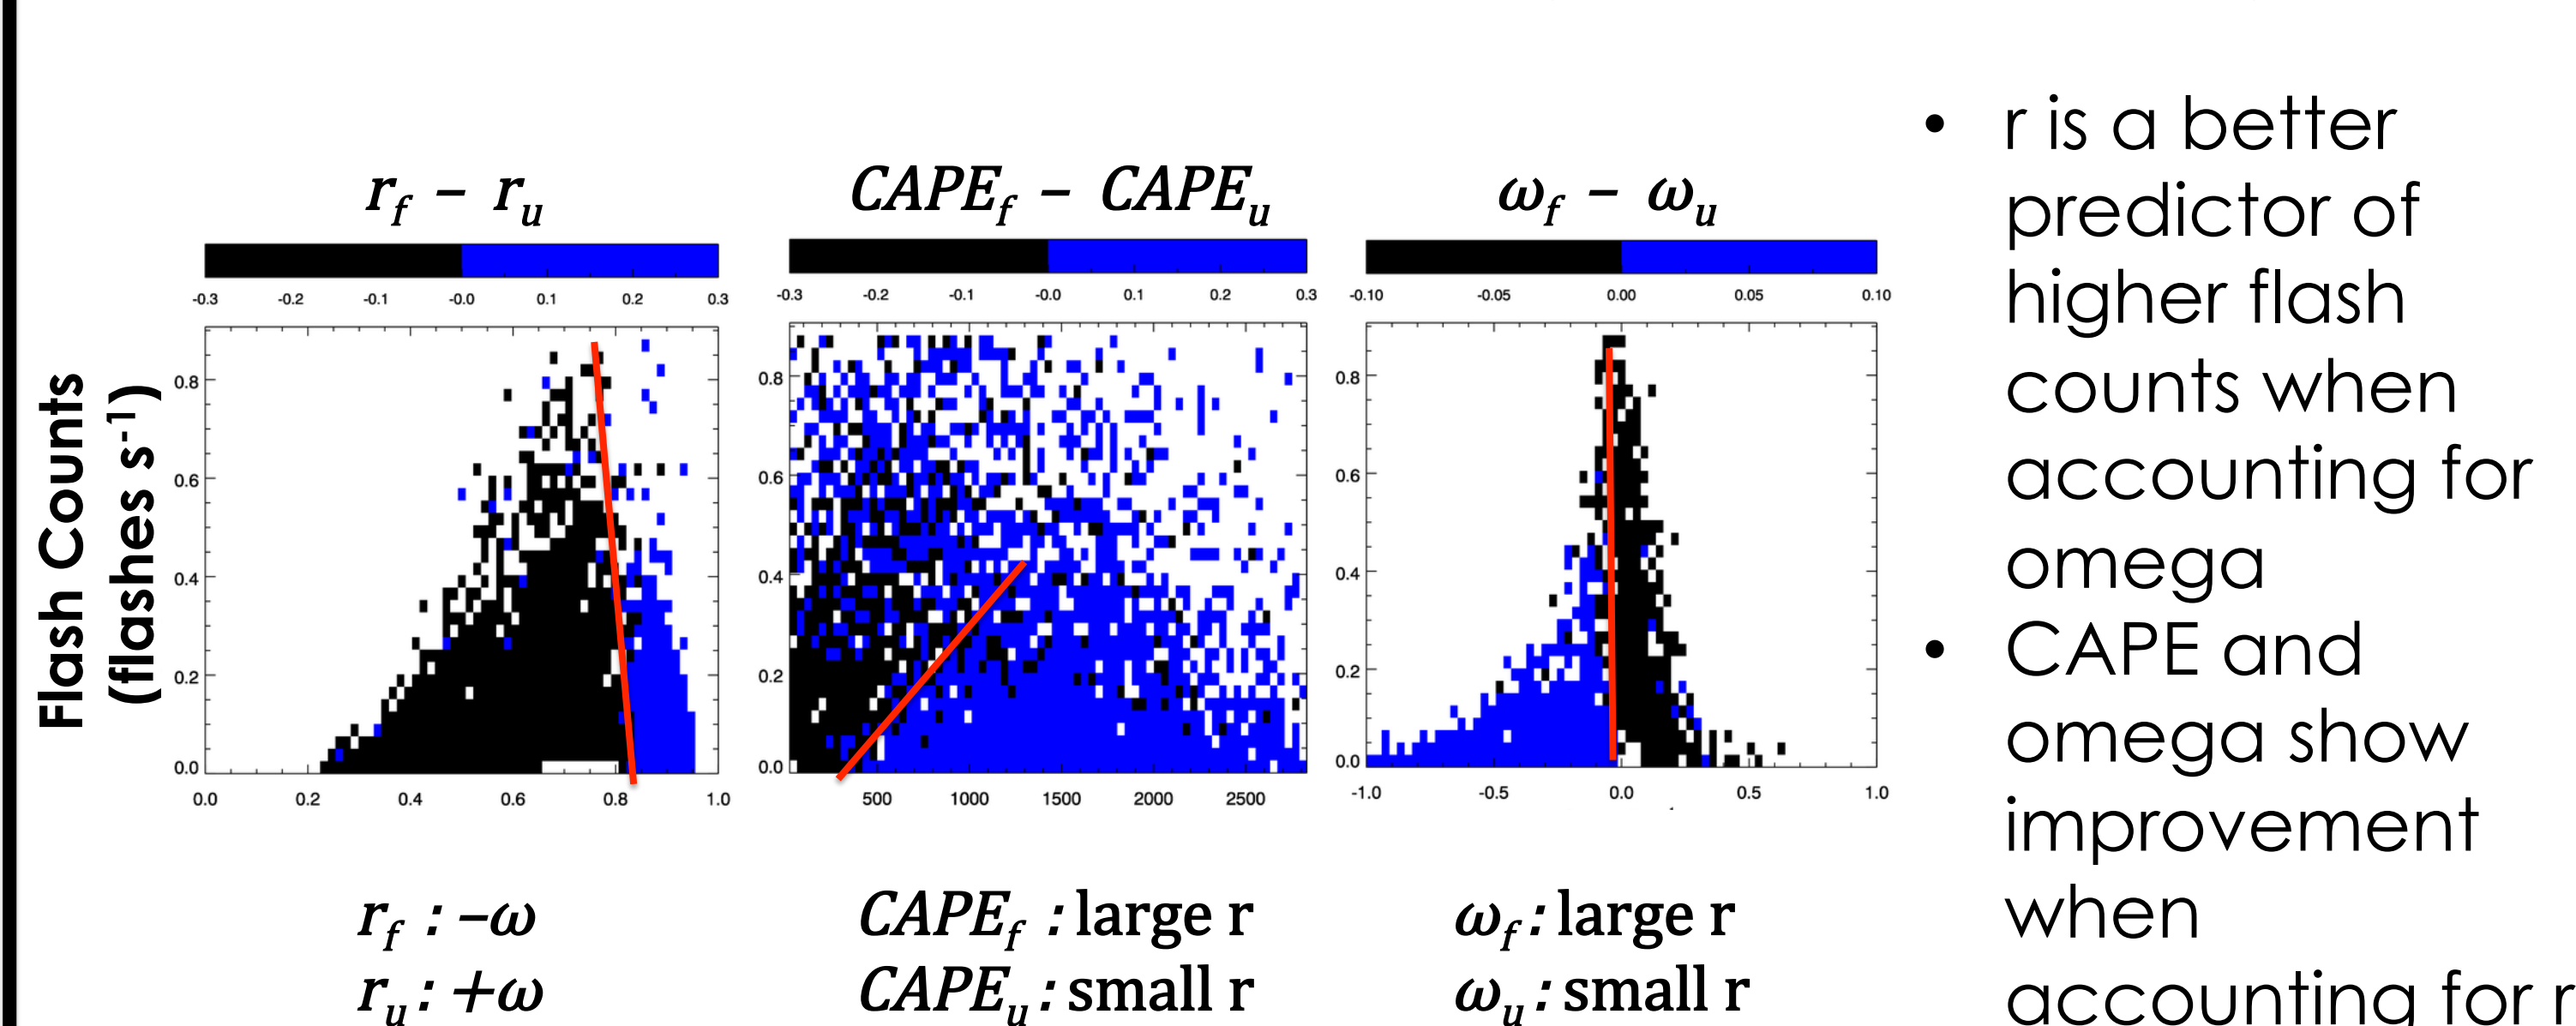 r_f – r_u
-0.3 -0.2 -0.1 -0.0 0.1 0.2 0.3
CAPE_f – CAPE_u
-0.3 -0.2 -0.1 -0.0 0.1 0.2 0.3
ω_f – ω_u
-0.10 -0.05 0.00 0.05 0.10
Flash Counts
(flashes s⁻¹)
0.8
0.6
0.4
0.2
0.0
0.0 0.2 0.4 0.6 0.8 1.0
0.8
0.6
0.4
0.2
0.0
500 1000 1500 2000 2500
0.8
0.6
0.4
0.2
0.0
-1.0 -0.5 0.0 0.5 1.0
r_f : –ω
r_u : +ω
CAPE_f : large r
CAPE_u : small r
ω_f : large r
ω_u : small r
• r is a better
predictor of
higher flash
counts when
accounting for
omega
• CAPE and
omega show
improvement
when
accounting for r